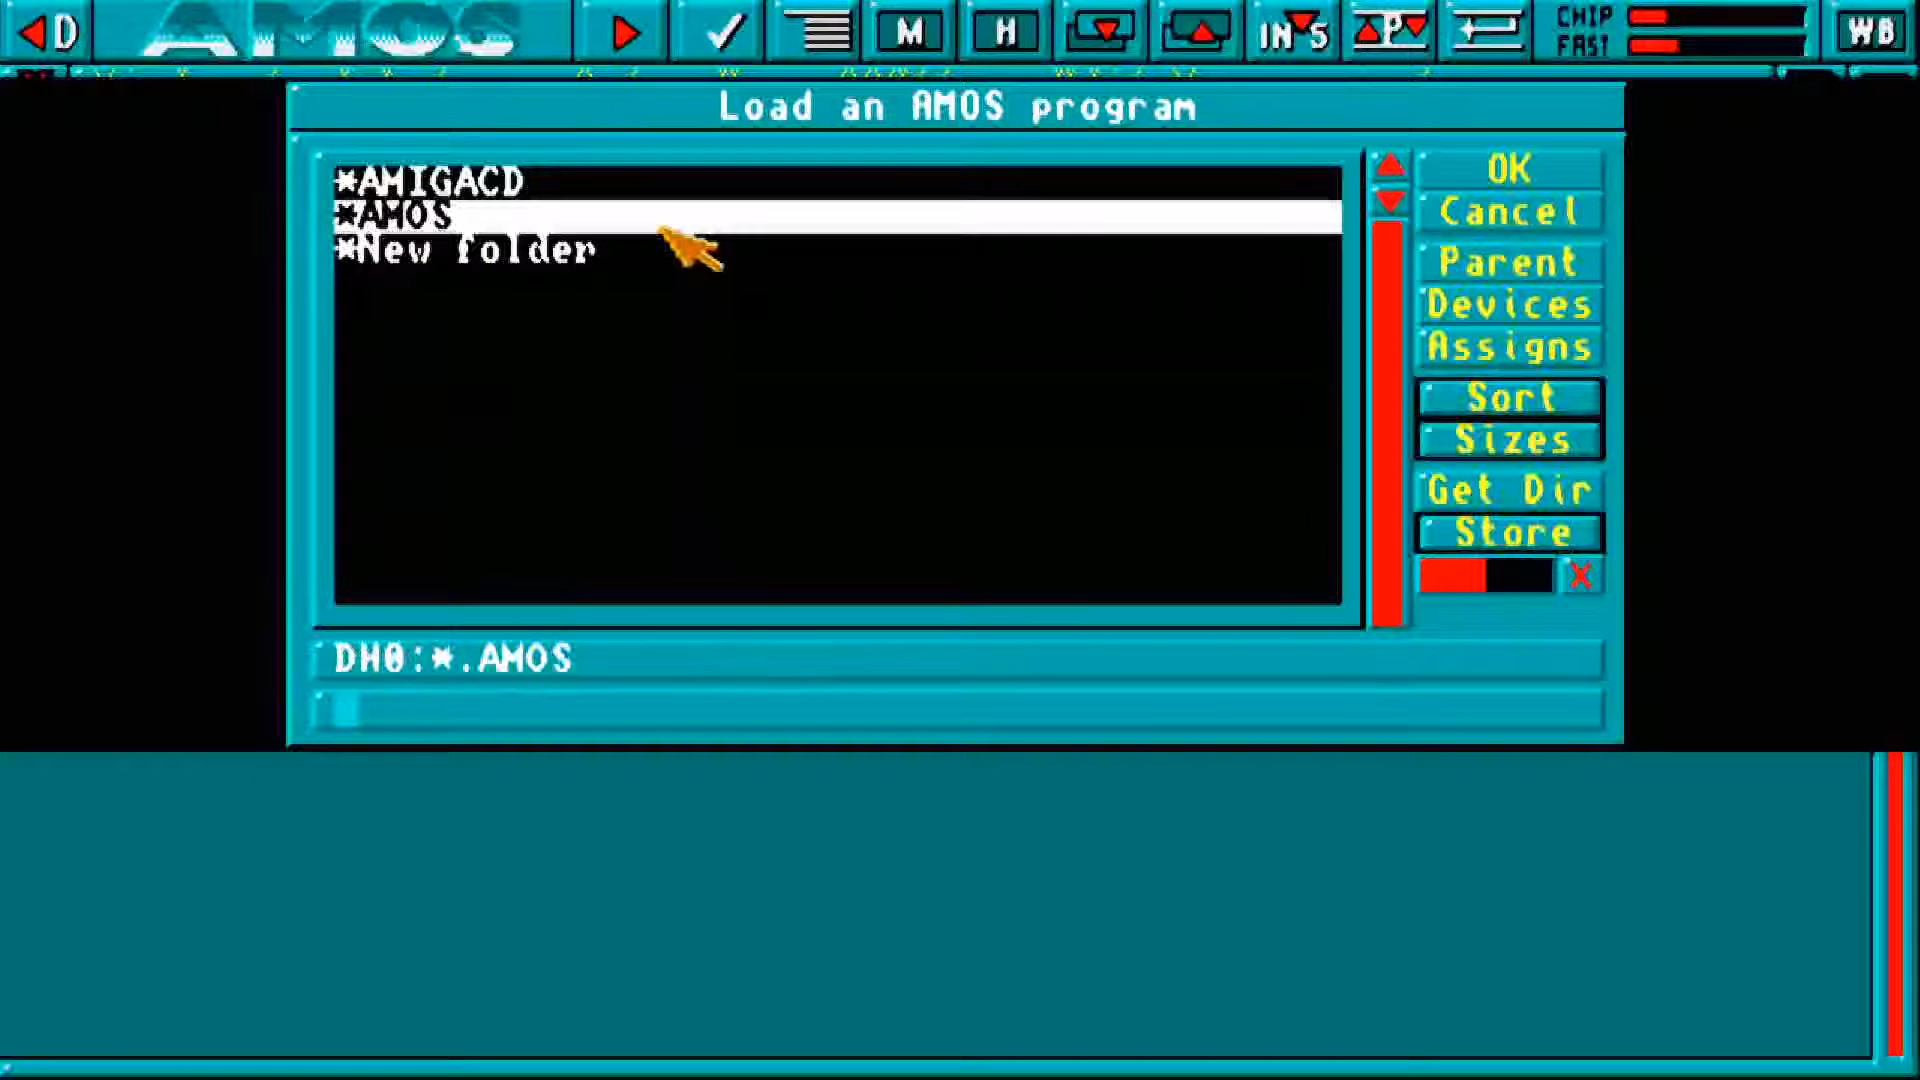 D AMOS M H INS P CHIP WB
FAST
Load an AMOS program
*AMIGACD
*AMOS
*New folder
OK
Cancel
Parent
Devices
Assigns
Sort
Sizes
Get Dir
Store
X
DH0:*.AMOS